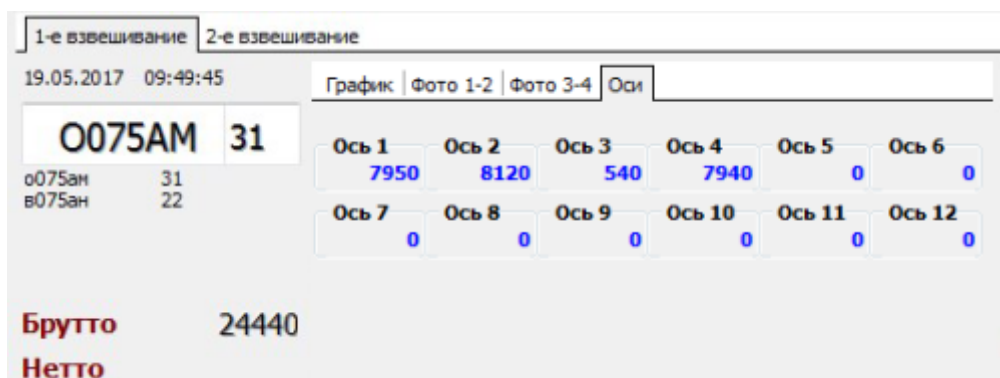 1-е взвешивание 2-е взвешивание
19.05.2017 09:49:45
График Фото 1-2 Фото 3-4 Оси
О075АМ 31
о075ан 31
в075ан 22
Ось 1 Ось 2 Ось 3 Ось 4 Ось 5 Ось 6
7950 8120 540 7940 0 0
Ось 7 Ось 8 Ось 9 Ось 10 Ось 11 Ось 12
0 0 0 0 0 0
Брутто 24440
Нетто